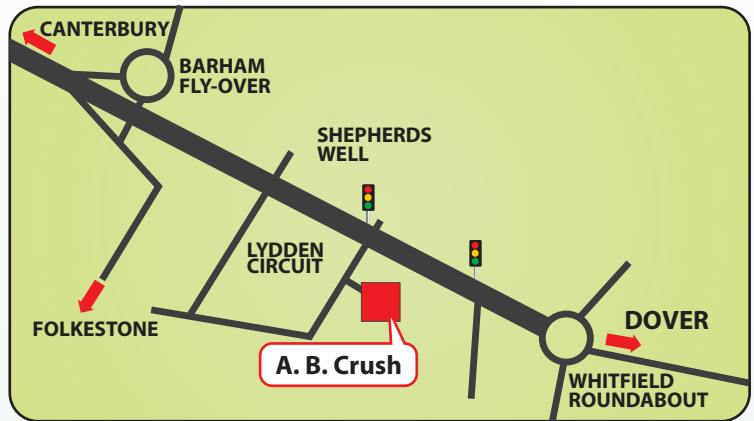 CANTERBURY
BARHAM
FLY-OVER
SHEPHERDS
WELL
LYDDEN
CIRCUIT
FOLKESTONE
DOVER
A. B. Crush
WHITFIELD
ROUNDABOUT